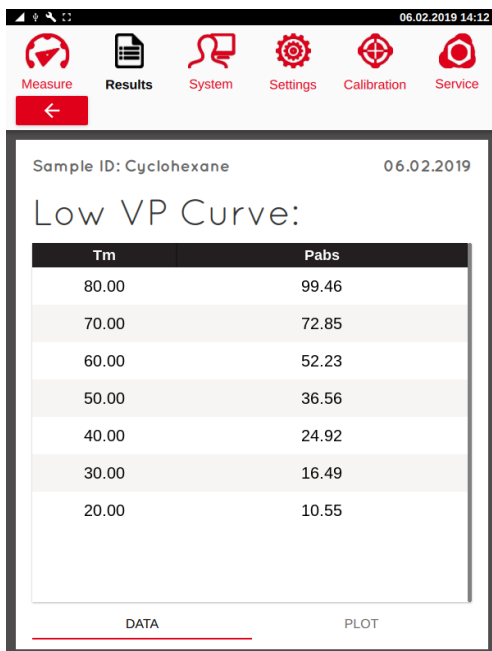 06.02.2019 14:12
Measure Results System Settings Calibration Service
Sample ID: Cyclohexane 06.02.2019
Low VP Curve:
Tm Pabs
80.00 99.46
70.00 72.85
60.00 52.23
50.00 36.56
40.00 24.92
30.00 16.49
20.00 10.55
DATA PLOT